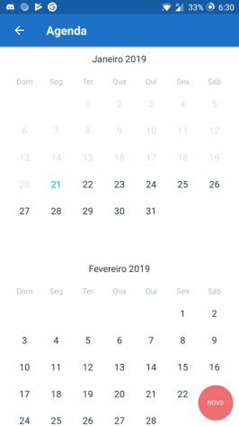 33% 6:30
Agenda
Janeiro 2019
Dom Seg Ter Qua Qui Sex Sáb
1 2 3 4 5
6 7 8 9 10 11 12
13 14 15 16 17 18 19
20 21 22 23 24 25 26
27 28 29 30 31
Fevereiro 2019
Dom Seg Ter Qua Qui Sex Sáb
1 2
3 4 5 6 7 8 9
10 11 12 13 14 15 16
17 18 19 20 21 22
NOVO
24 25 26 27 28